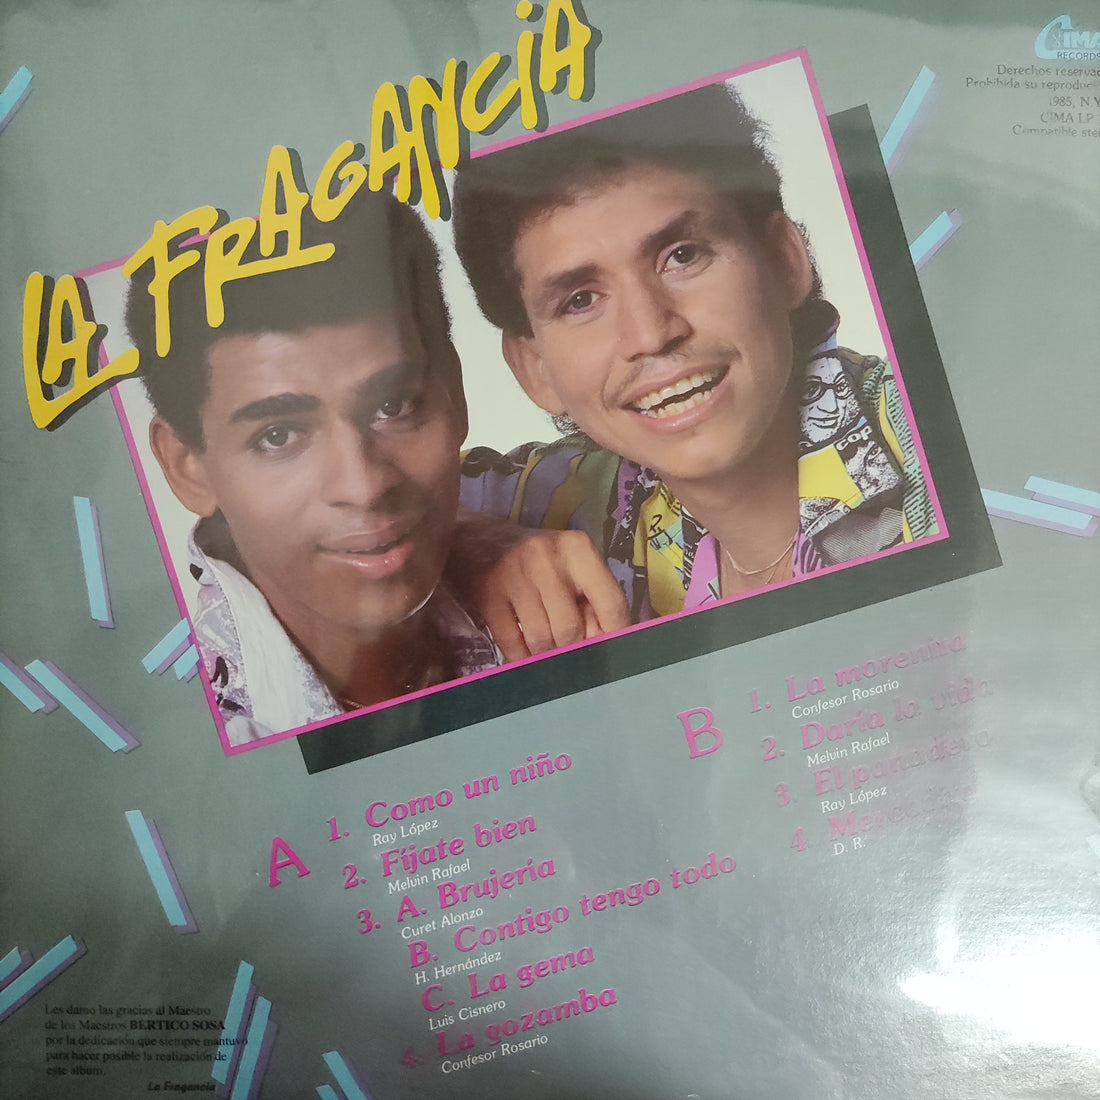 LA FRAGANCIA
CIMA
RECORDS
Derechos
Prohibida su
1985, N.Y
CIMA LP
Compatible
COP
A
1. Como un niño
Ray López
2. Fíjate bien
Melvin Rafael
3. A. Brujería
Curet Alonzo
B. Contigo tengo todo
H. Hernández
C. La gema
Luis Cisnero
4. La gozamba
Confesor Rosario
B
1. La morenita
Confesor Rosario
2. Daría la vida
Melvin Rafael
3. El panadero
Ray López
4.
D. R.
Les damo las gracias al Maestro
de los Maestros BERTICO SOSA
por la dedicación que siempre mantuvo
para hacer posible la realización de
este album.
La Fragancia